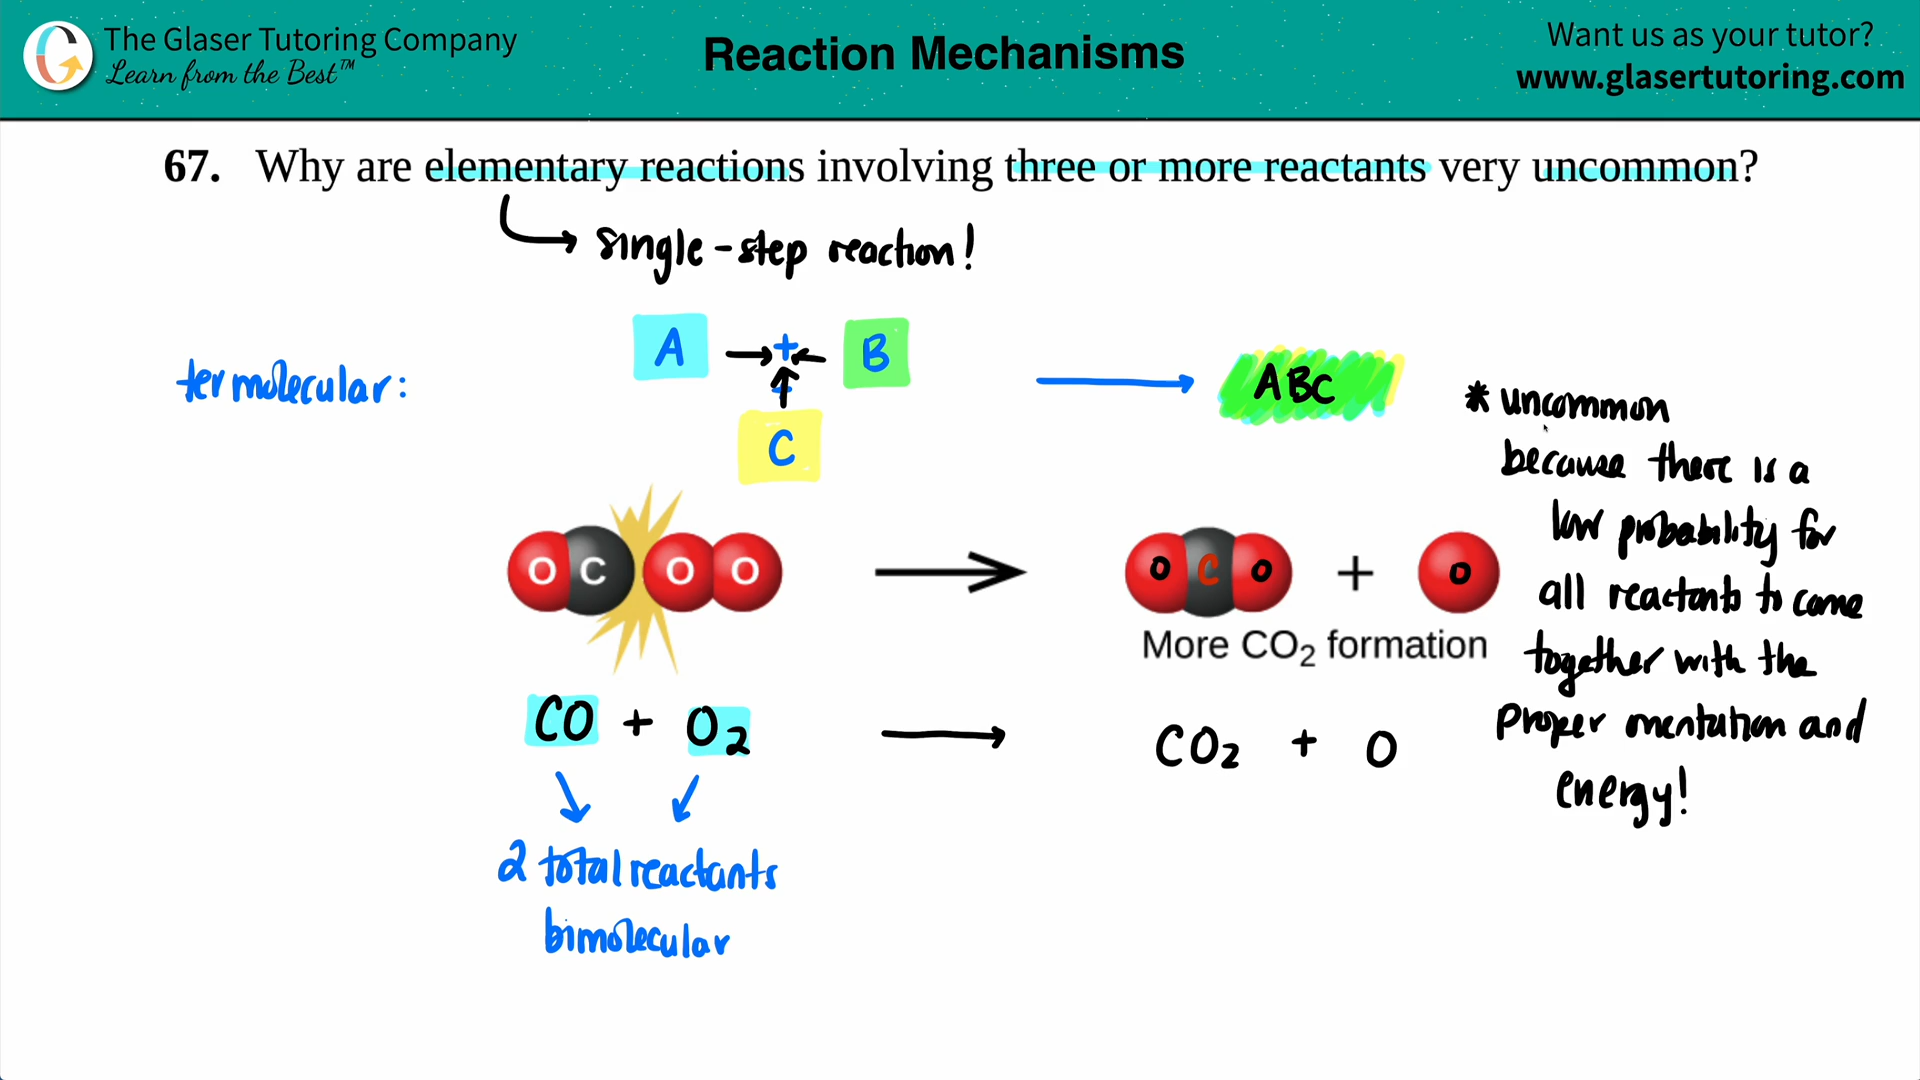 The Glaser Tutoring Company
Learn from the Best™
Reaction Mechanisms
Want us as your tutor?
www.glasertutoring.com
67. Why are elementary reactions involving three or more reactants very uncommon?
single-step reaction!
termolecular:
A + B
+
C
ABC
O C O O
O C O + O
More CO₂ formation
CO + O₂
CO₂ + O
2 total reactants
bimolecular
* uncommon
because there is a
low probability for
all reactants to come
together with the
proper orientation and
energy!